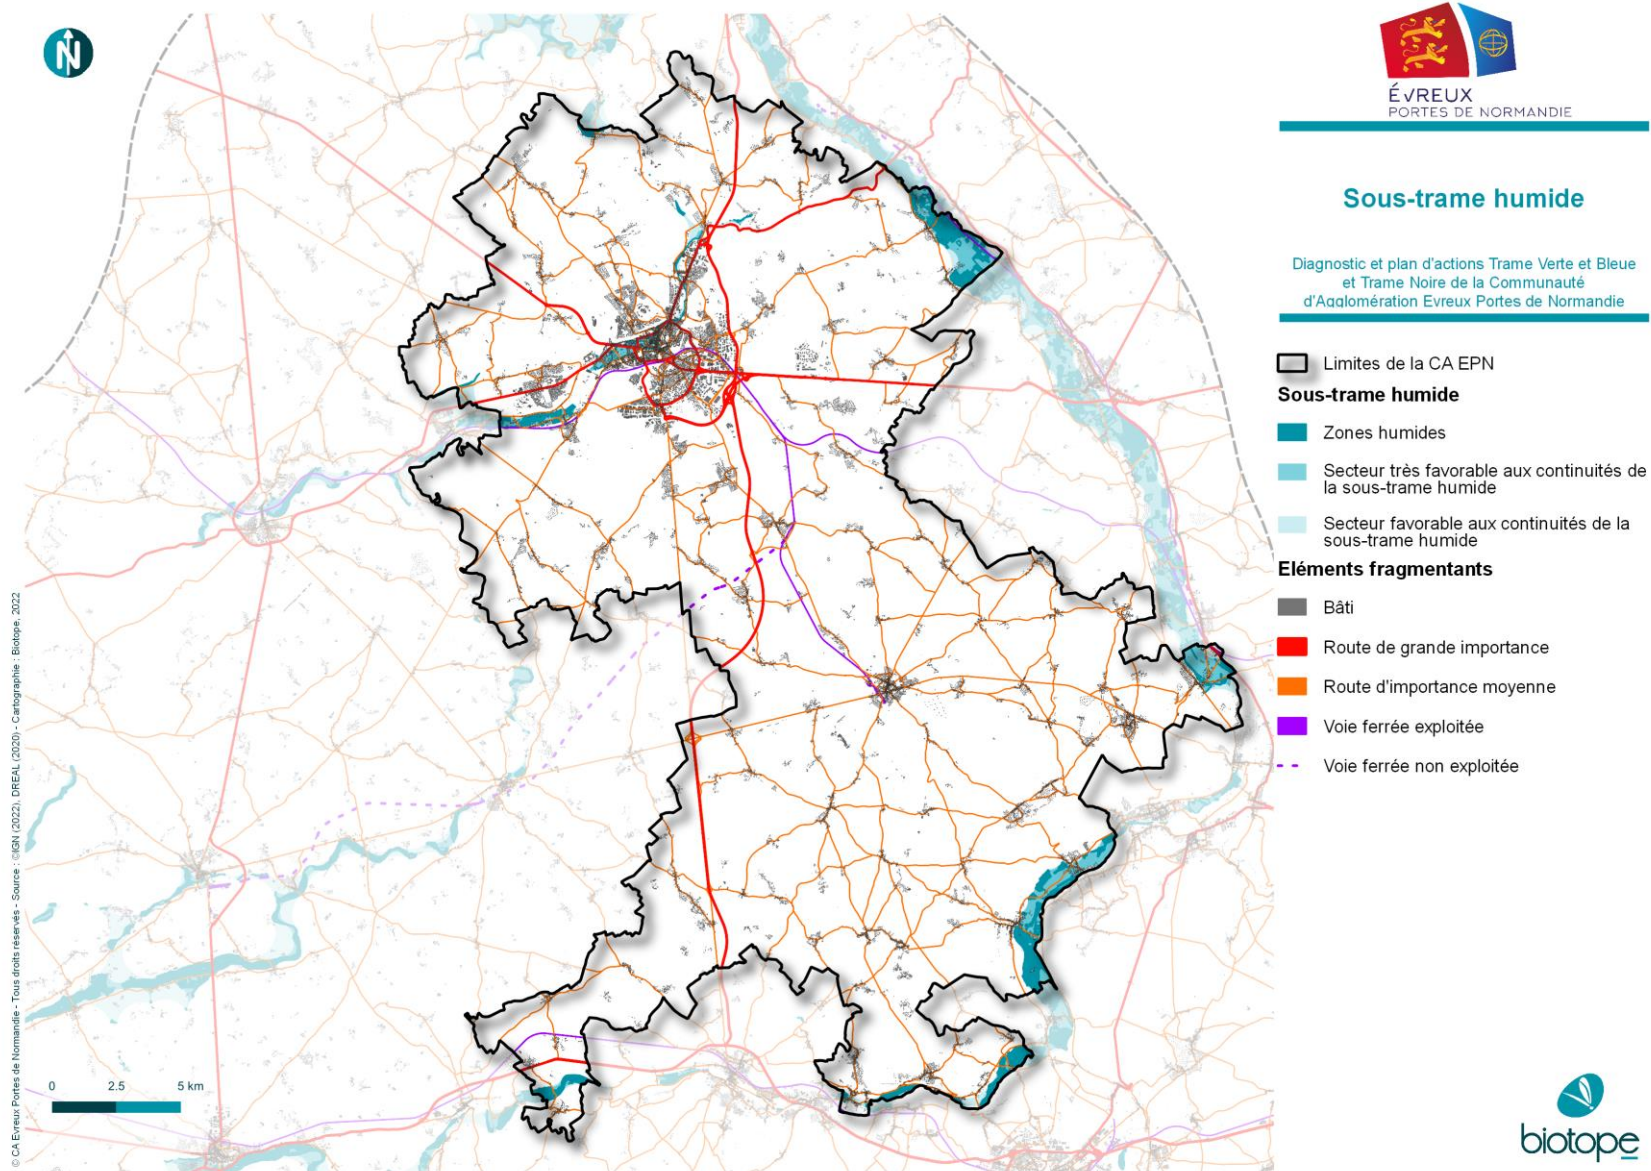 N
ÉVREUX
PORTES DE NORMANDIE
Sous-trame humide
Diagnostic et plan d'actions Trame Verte et Bleue
et Trame Noire de la Communauté
d'Agglomération Evreux Portes de Normandie
Limites de la CA EPN
Sous-trame humide
Zones humides
Secteur très favorable aux continuités de
la sous-trame humide
Secteur favorable aux continuités de la
sous-trame humide
Eléments fragmentants
Bâti
Route de grande importance
Route d'importance moyenne
Voie ferrée exploitée
Voie ferrée non exploitée
0 2.5 5 km
© CA Evreux Portes de Normandie - Tous droits réservés - Source : ©IGN (2022), DREAL (2020) - Cartographie : Biotope, 2022
biotope